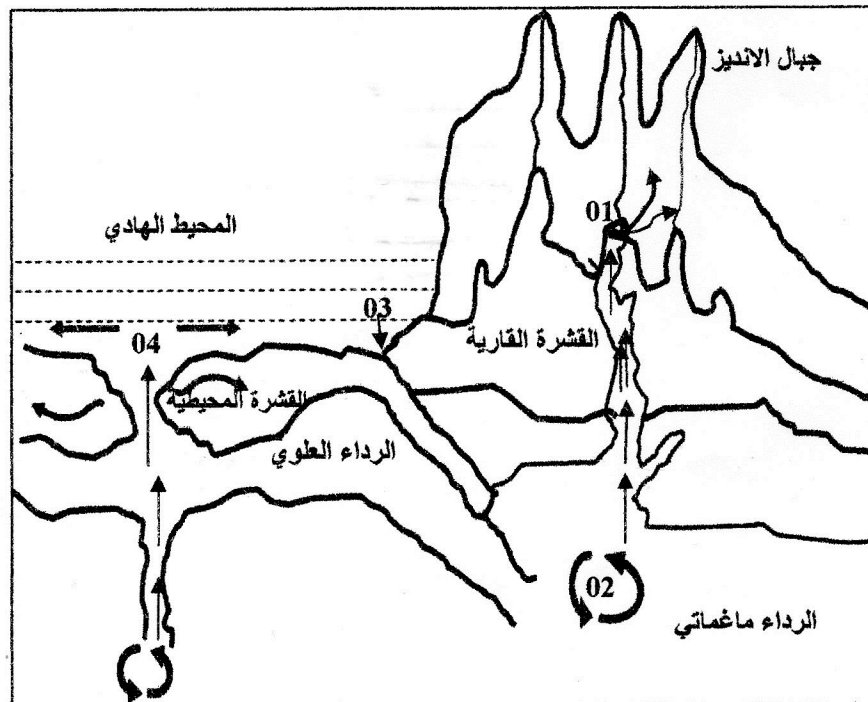 جبال الانديز
01
المحيط الهادي
03
04
القشرة القارية
القشرة المحيطية
الرداء العلوي
02
الرداء ماغماتي